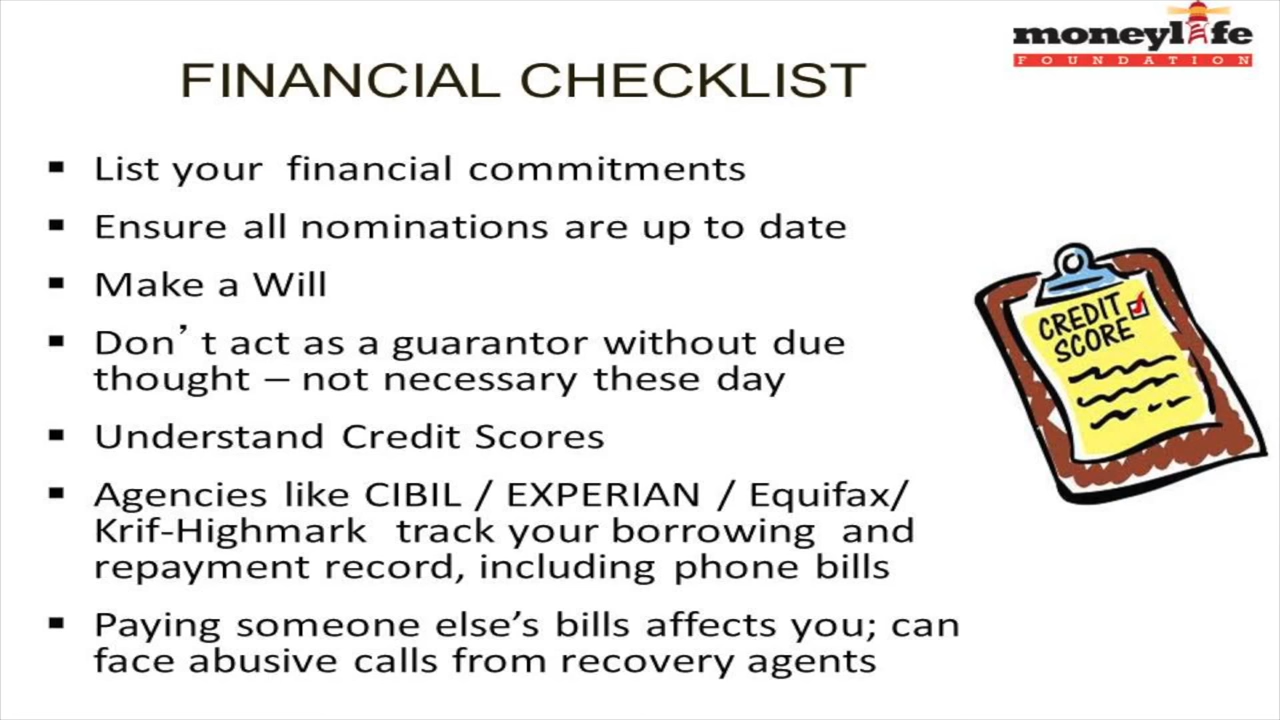 moneylife
FOUNDATION
FINANCIAL CHECKLIST
▪ List your financial commitments
▪ Ensure all nominations are up to date
▪ Make a Will
▪ Don’t act as a guarantor without due
thought – not necessary these day
▪ Understand Credit Scores
▪ Agencies like CIBIL / EXPERIAN / Equifax/
Krif-Highmark track your borrowing and
repayment record, including phone bills
▪ Paying someone else’s bills affects you; can
face abusive calls from recovery agents
CREDIT
SCORE